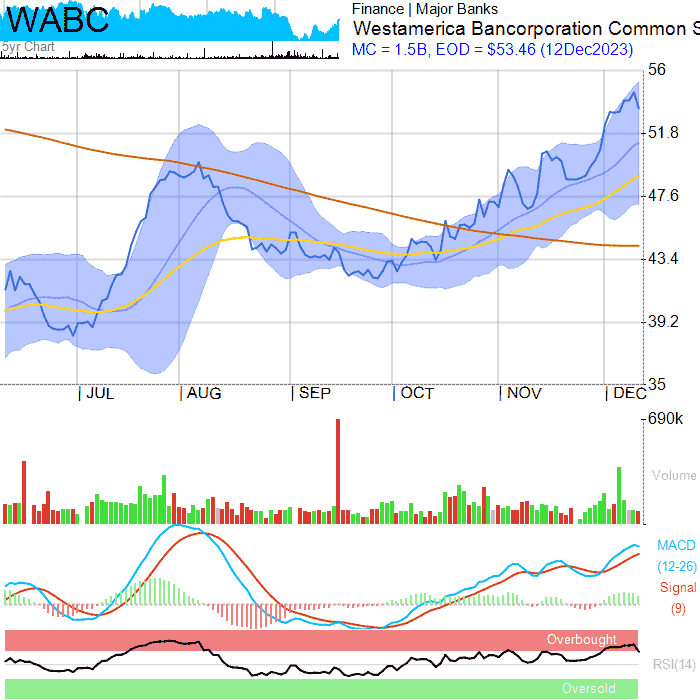 WABC
5yr Chart
Finance | Major Banks
Westamerica Bancorporation Common S
MC = 1.5B, EOD = $53.46 (12Dec2023)
56
51.8
47.6
43.4
39.2
35
| JUL | AUG | SEP | OCT | NOV | DEC
690k
Volume
MACD
(12-26)
Signal
(9)
Overbought
RSI(14)
Oversold